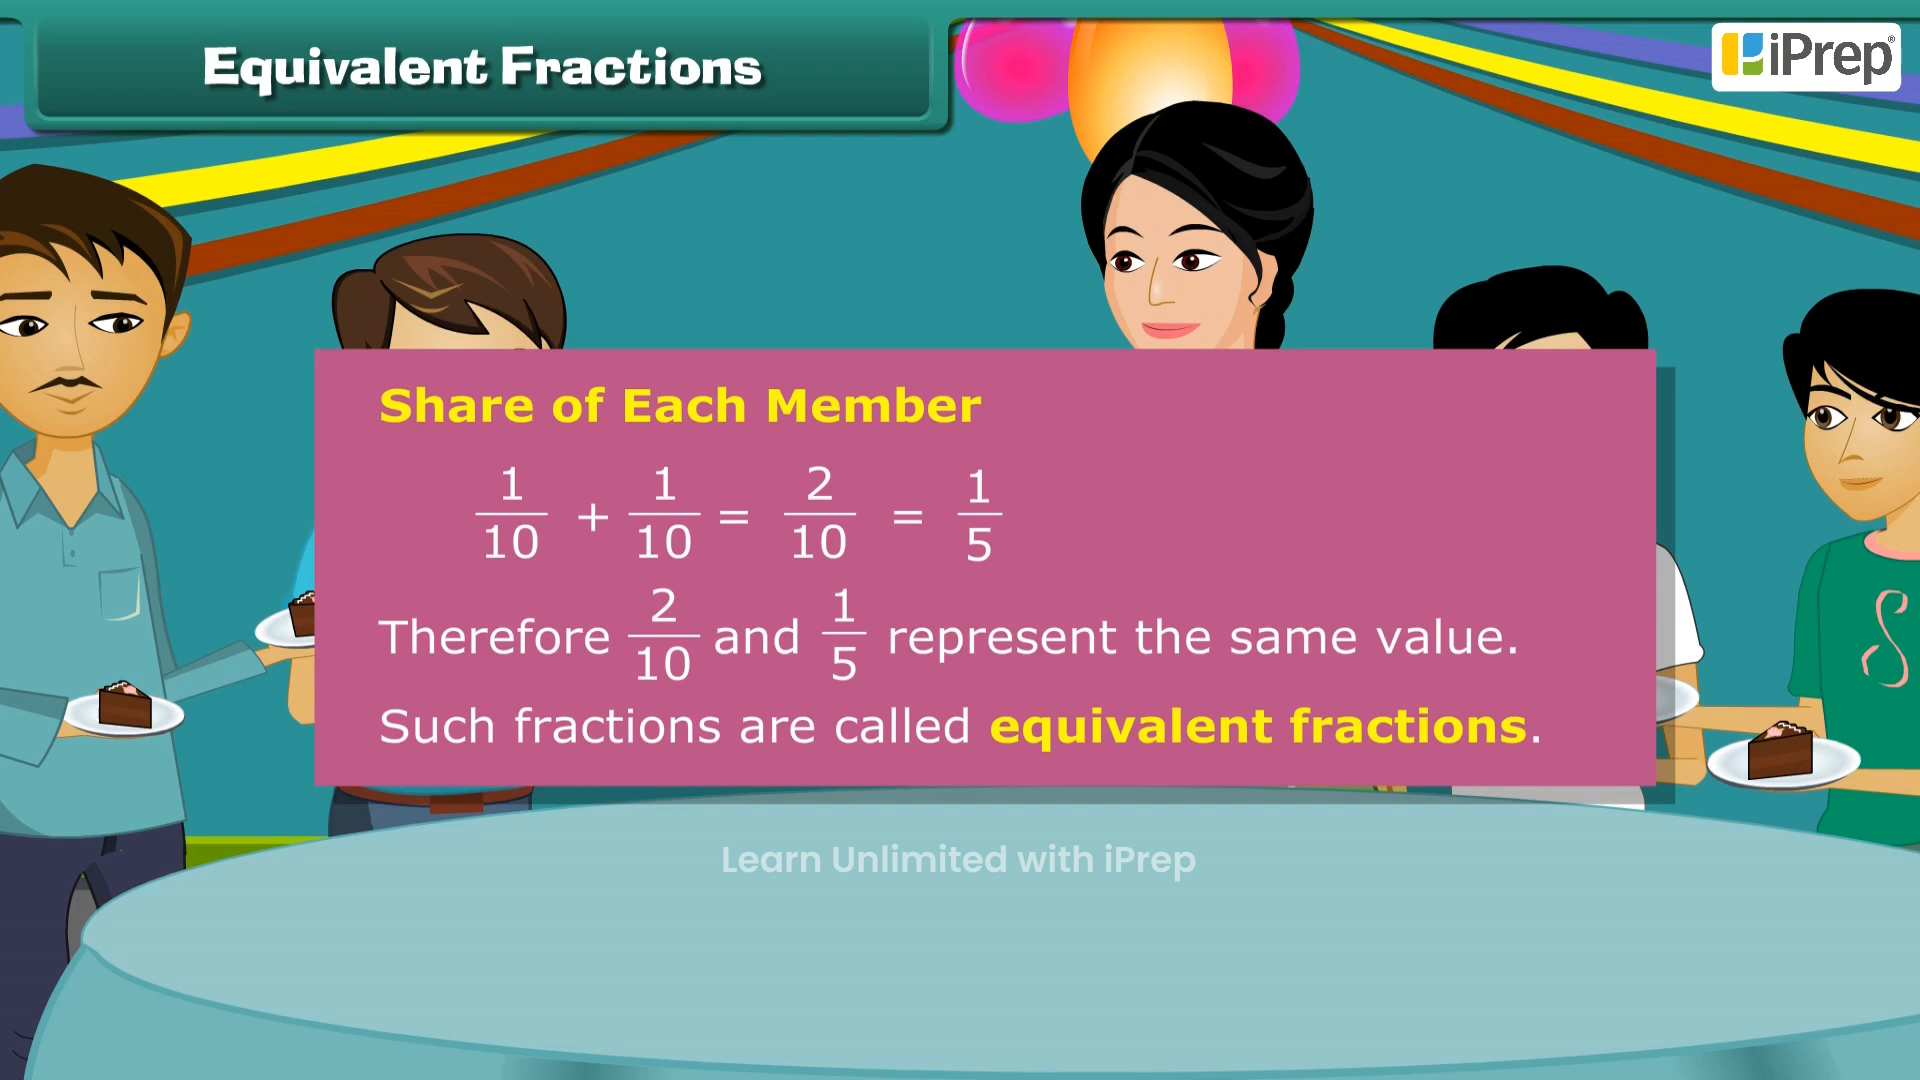 Equivalent Fractions
iPrep®
Share of Each Member
1/10 + 1/10 = 2/10 = 1/5
Therefore 2/10 and 1/5 represent the same value.
Such fractions are called equivalent fractions.
S
Learn Unlimited with iPrep